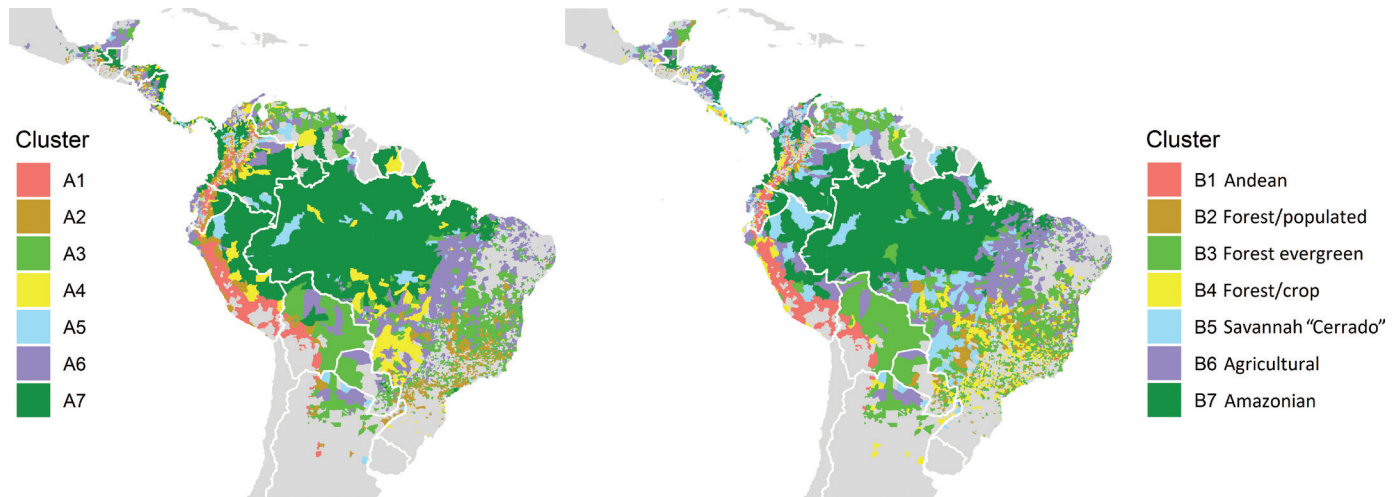 Cluster
A1
A2
A3
A4
A5
A6
A7
Cluster
B1 Andean
B2 Forest/populated
B3 Forest evergreen
B4 Forest/crop
B5 Savannah “Cerrado”
B6 Agricultural
B7 Amazonian